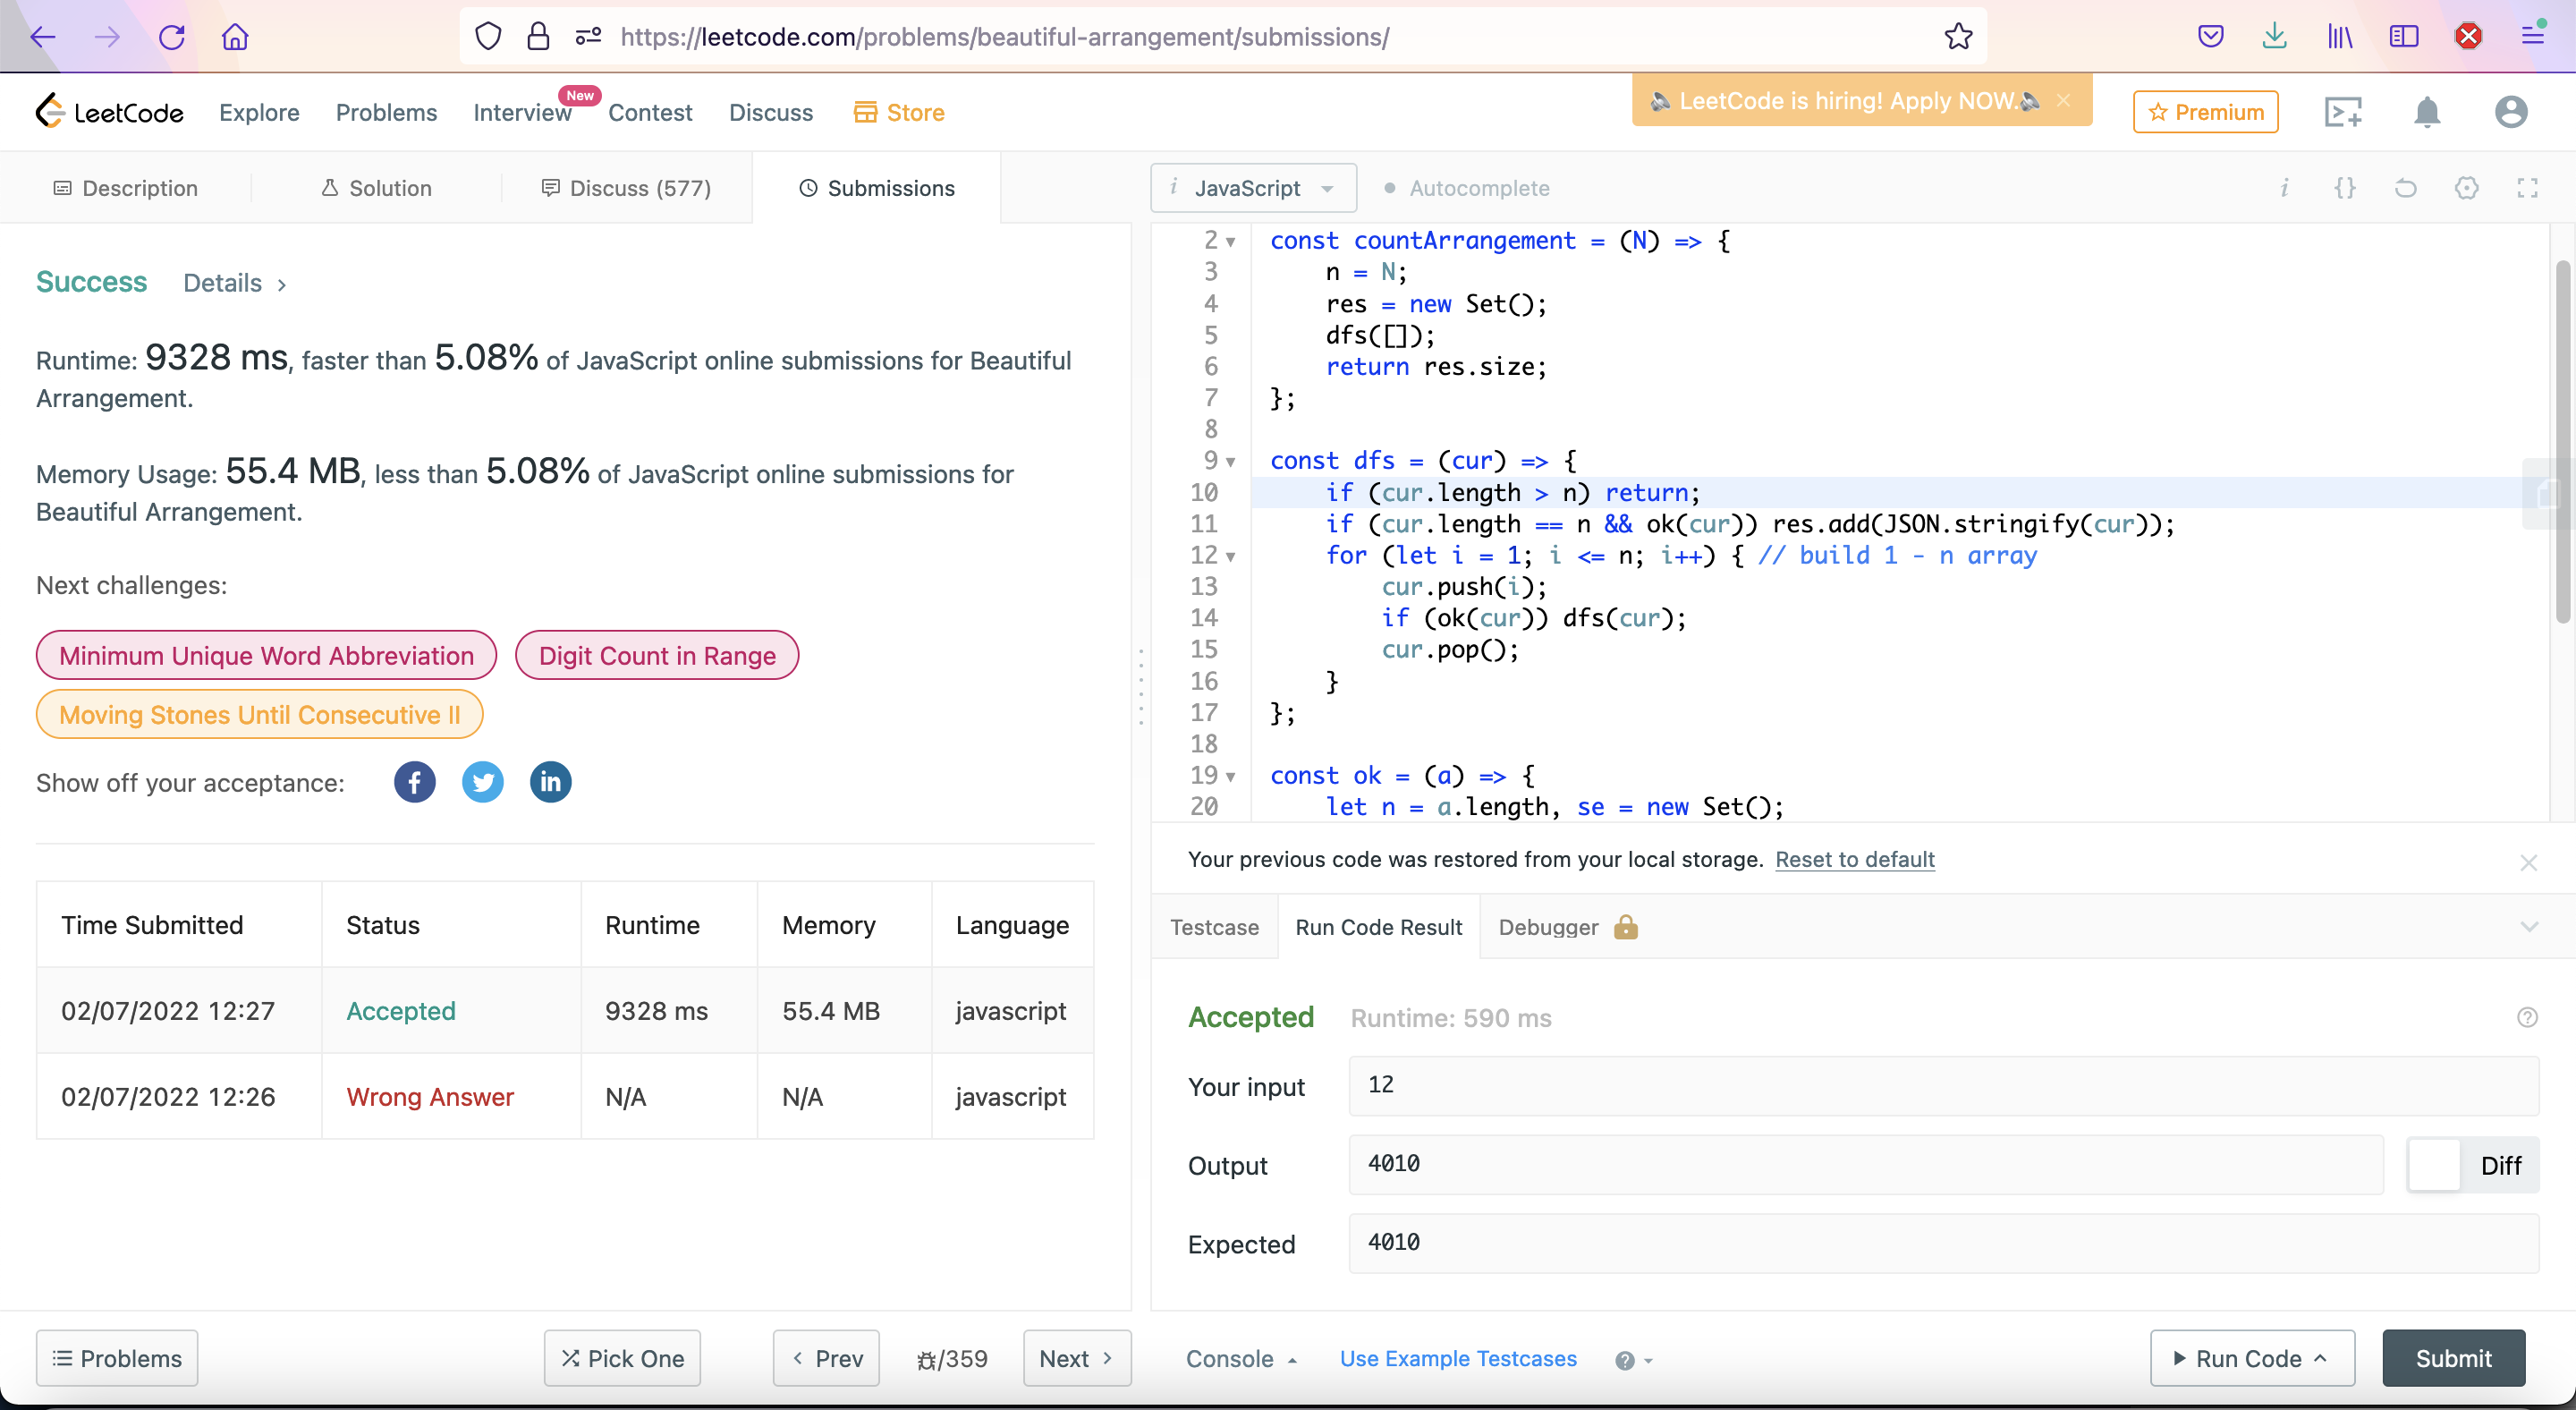 https://leetcode.com/problems/beautiful-arrangement/submissions/
LeetCode
Explore
Problems
Interview
New
Contest
Discuss
Store
LeetCode is hiring! Apply NOW.
Premium
Description
Solution
Discuss (577)
Submissions
i JavaScript
Autocomplete
Success
Details
Runtime: 9328 ms, faster than 5.08% of JavaScript online submissions for Beautiful
Arrangement.
Memory Usage: 55.4 MB, less than 5.08% of JavaScript online submissions for
Beautiful Arrangement.
Next challenges:
Minimum Unique Word Abbreviation
Digit Count in Range
Moving Stones Until Consecutive II
Show off your acceptance:
Time Submitted Status Runtime Memory Language
02/07/2022 12:27 Accepted 9328 ms 55.4 MB javascript
02/07/2022 12:26 Wrong Answer N/A N/A javascript
2 const countArrangement = (N) => {
3 n = N;
4 res = new Set();
5 dfs([]);
6 return res.size;
7 };
8
9 const dfs = (cur) => {
10 if (cur.length > n) return;
11 if (cur.length == n && ok(cur)) res.add(JSON.stringify(cur));
12 for (let i = 1; i <= n; i++) { // build 1 - n array
13 cur.push(i);
14 if (ok(cur)) dfs(cur);
15 cur.pop();
16 }
17 };
18
19 const ok = (a) => {
20 let n = a.length, se = new Set();
Your previous code was restored from your local storage. Reset to default
Testcase
Run Code Result
Debugger
Accepted
Runtime: 590 ms
Your input
12
Output
4010
Diff
Expected
4010
Problems
Pick One
Prev
/359
Next
Console
Use Example Testcases
Run Code
Submit